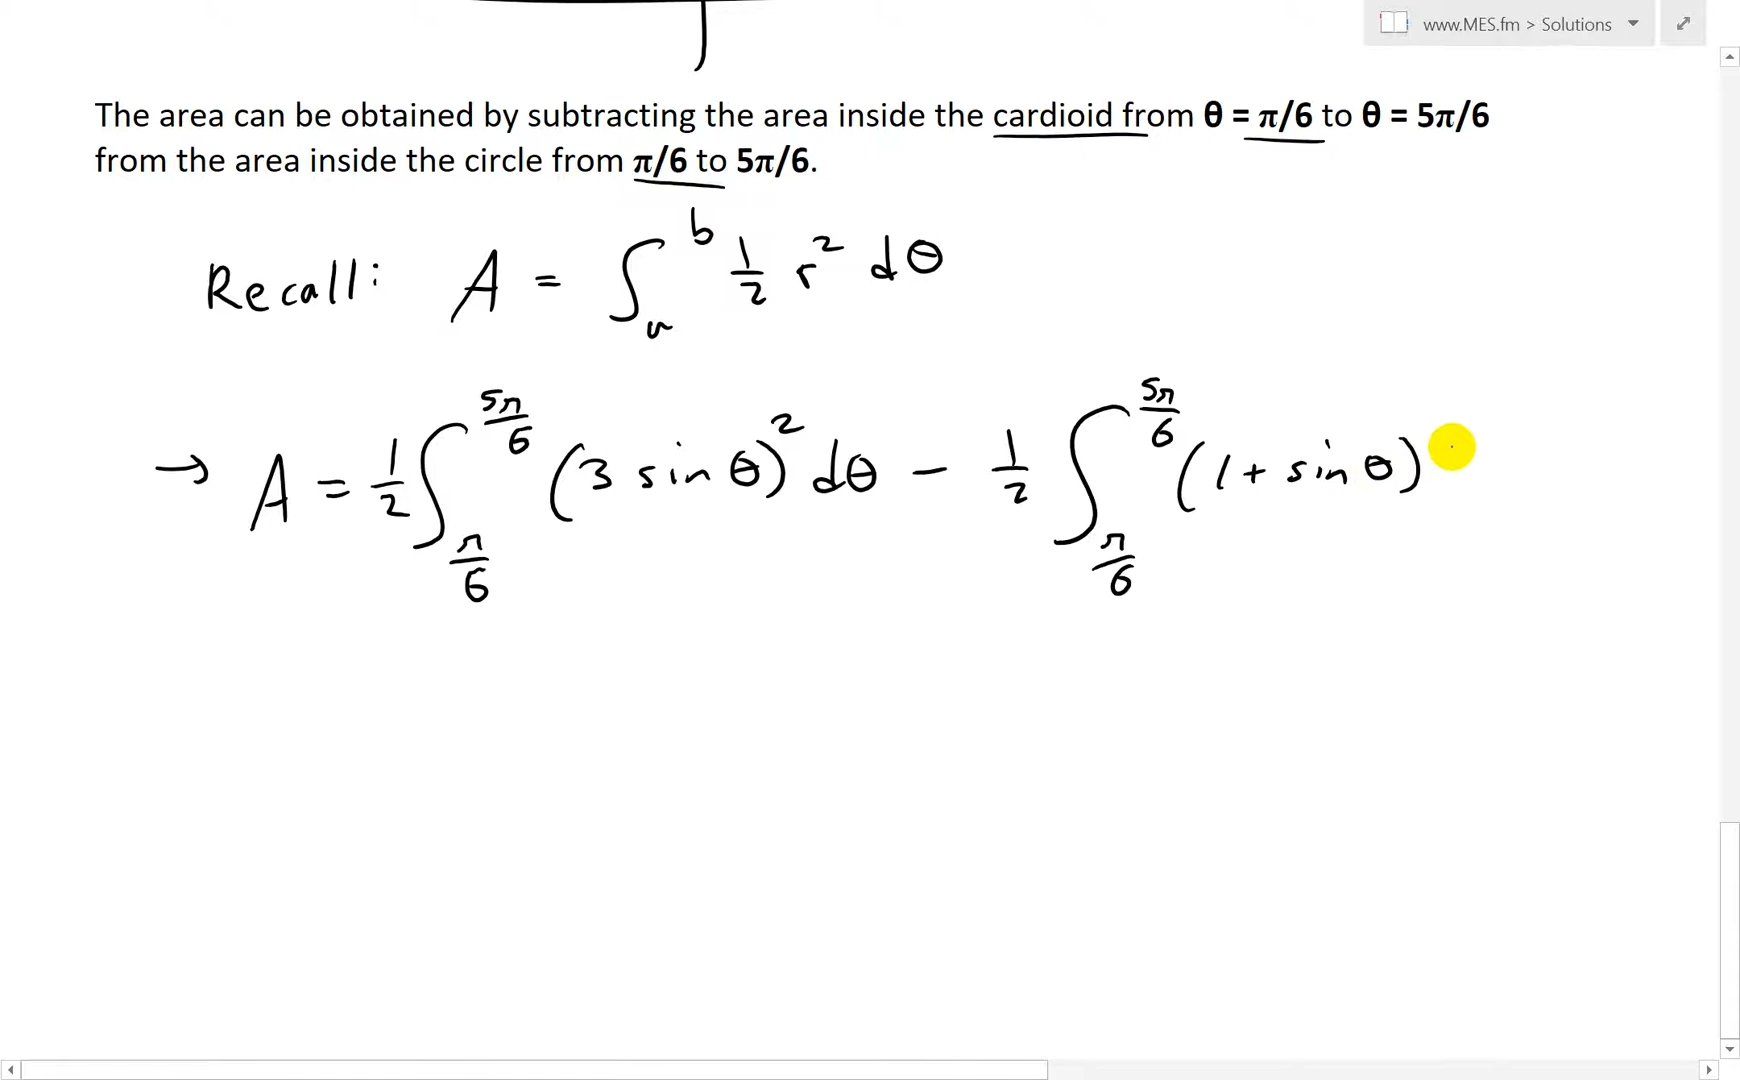 www.MES.fm > Solutions
The area can be obtained by subtracting the area inside the cardioid from θ = π/6 to θ = 5π/6
from the area inside the circle from π/6 to 5π/6.
Recall: A = ∫_a^b 1/2 r² dθ
→ A = 1/2 ∫_{π/6}^{5π/6} (3 sin θ)² dθ − 1/2 ∫_{π/6}^{5π/6} (1 + sin θ)